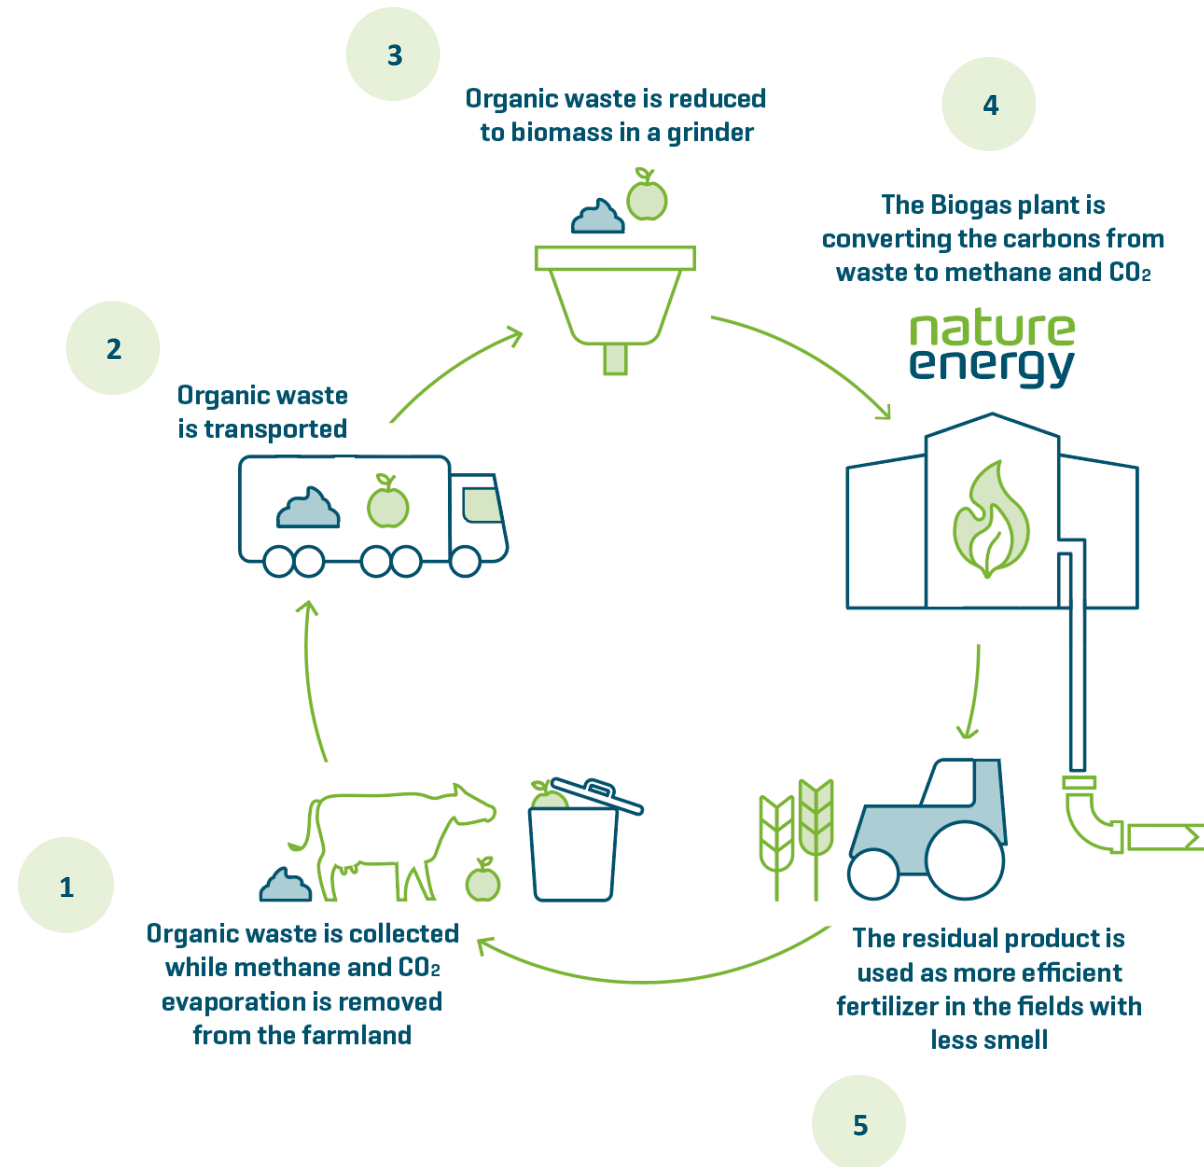 1
Organic waste is collected
while methane and CO₂
evaporation is removed
from the farmland
2
Organic waste
is transported
3
Organic waste is reduced
to biomass in a grinder
4
The Biogas plant is
converting the carbons from
waste to methane and CO₂
nature
energy
The residual product is
used as more efficient
fertilizer in the fields with
less smell
5